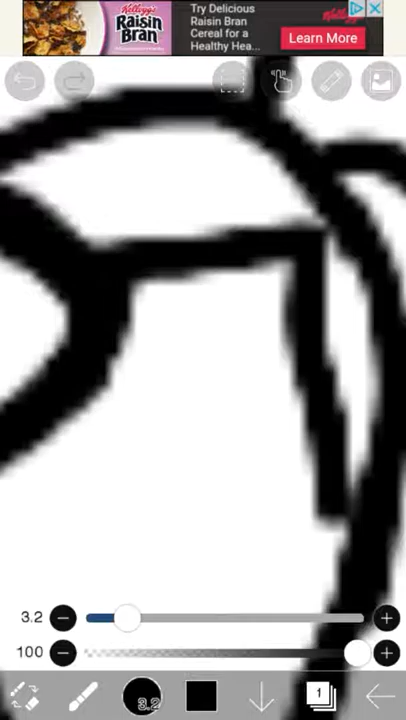 Kellogg's
Raisin
Bran
Try Delicious
Raisin Bran
Cereal for a
Healthy Hea...
Kellogg's
Learn More
3.2
100
3.2
1